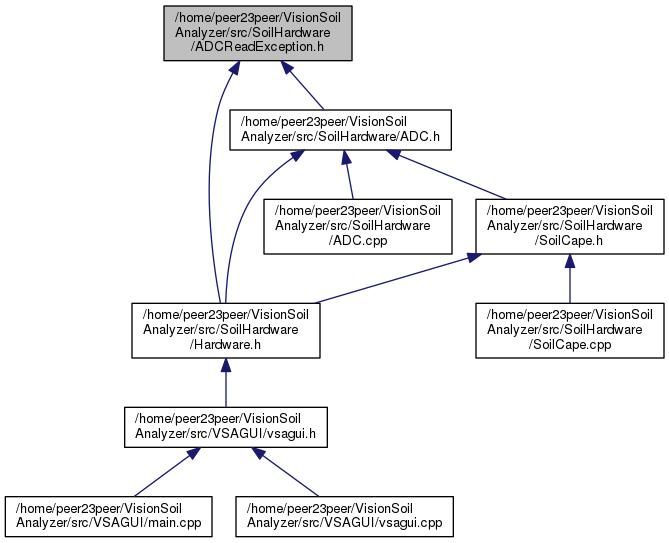 /home/peer23peer/VisionSoil
Analyzer/src/SoilHardware
/ADCReadException.h
/home/peer23peer/VisionSoil
Analyzer/src/SoilHardware/ADC.h
/home/peer23peer/VisionSoil
Analyzer/src/SoilHardware
/ADC.cpp
/home/peer23peer/VisionSoil
Analyzer/src/SoilHardware
/SoilCape.h
/home/peer23peer/VisionSoil
Analyzer/src/SoilHardware
/Hardware.h
/home/peer23peer/VisionSoil
Analyzer/src/SoilHardware
/SoilCape.cpp
/home/peer23peer/VisionSoil
Analyzer/src/VSAGUI/vsagui.h
/home/peer23peer/VisionSoil
Analyzer/src/VSAGUI/main.cpp
/home/peer23peer/VisionSoil
Analyzer/src/VSAGUI/vsagui.cpp